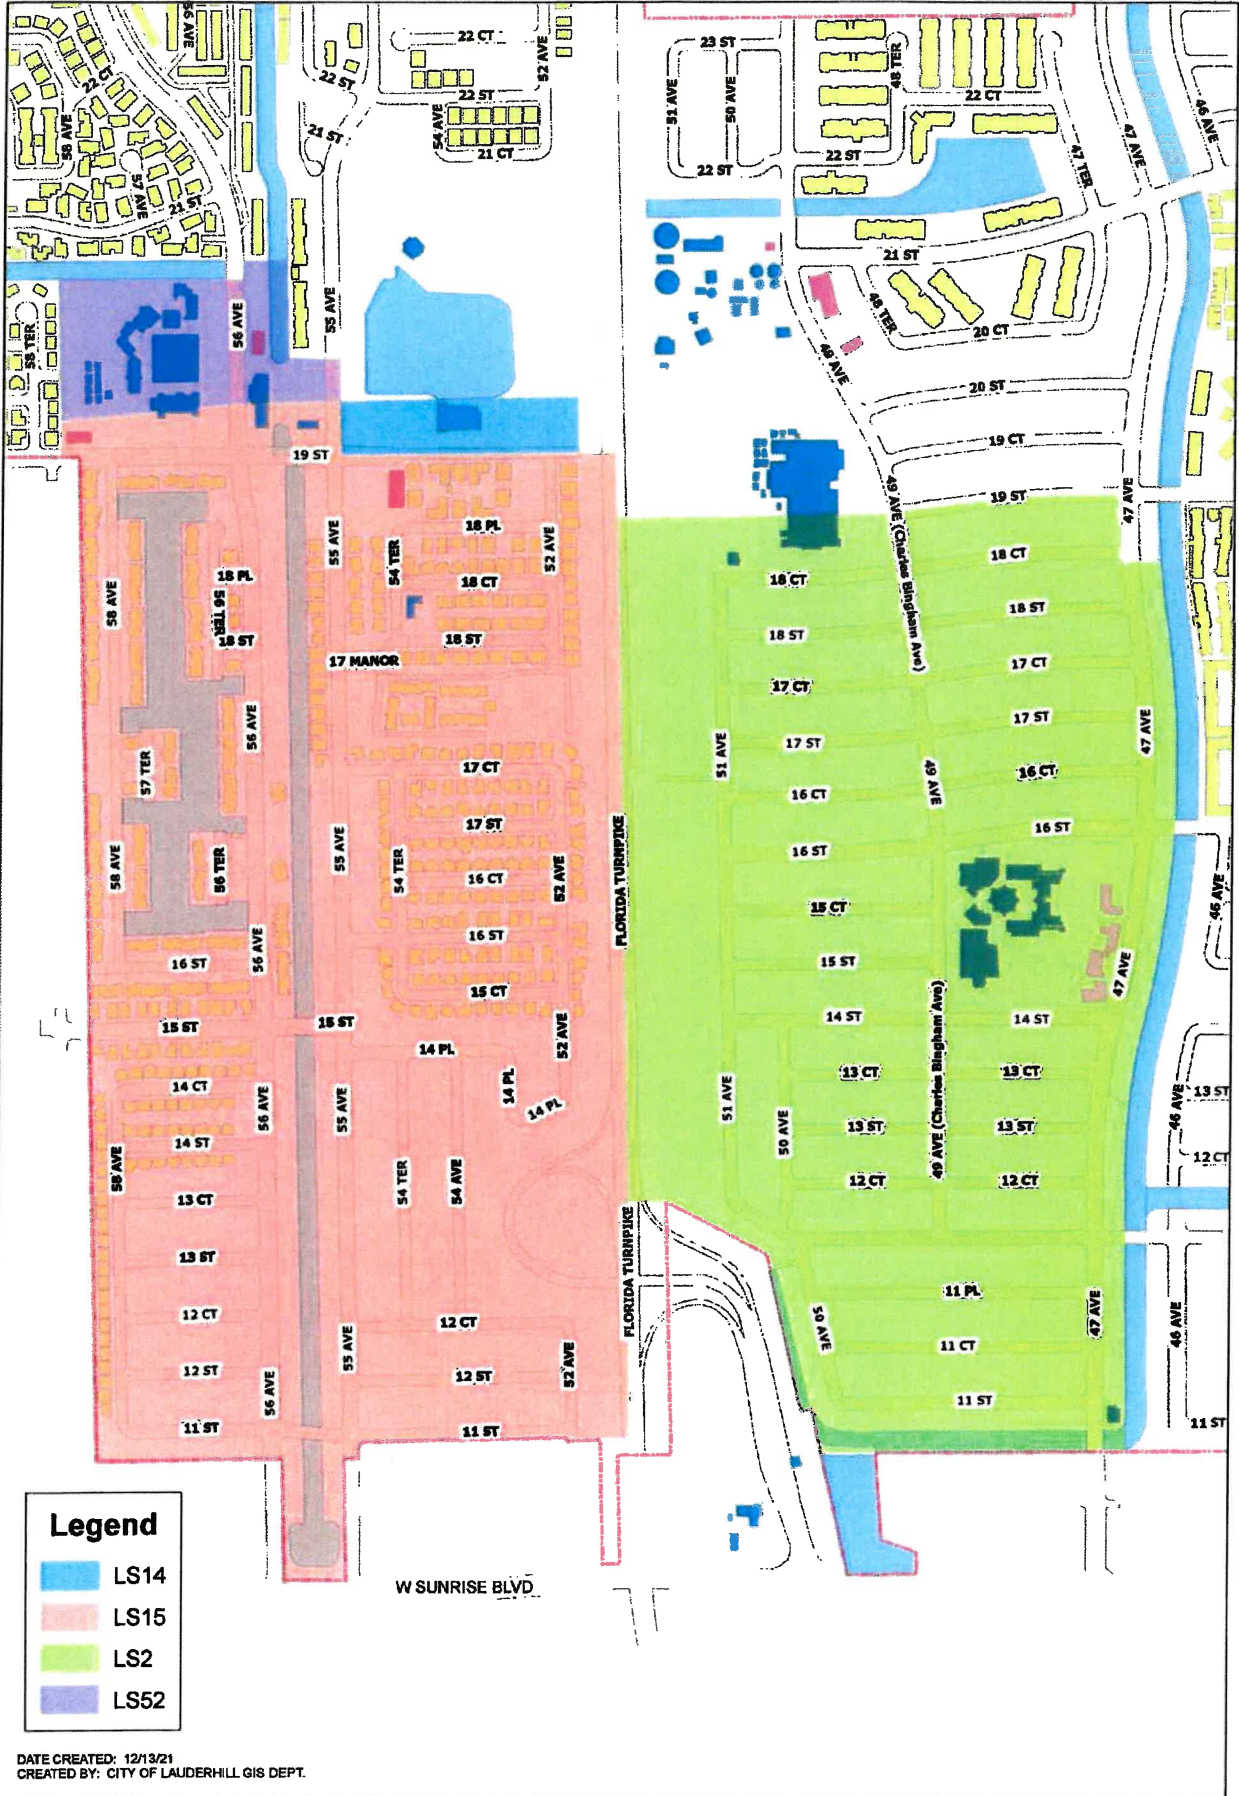 56 AVE
22 CT
52 AVE
23 ST
48 TER
58 AVE
22 CT
22 ST
22 ST
54 AVE
21 ST
21 CT
51 AVE
50 AVE
22 CT
22 ST
22 ST
47 TER
47 AVE
46 AVE
57 AVE
21 ST
21 ST
58 TER
56 AVE
55 AVE
48 TER
20 CT
49 AVE
20 ST
19 CT
19 ST
49 AVE (Charles Bingham Ave)
19 ST
47 AVE
58 AVE
18 PL
56 TER
18 ST
55 AVE
54 TER
18 PL
18 CT
52 AVE
18 ST
17 MANOR
18 CT
18 CT
18 ST
18 ST
17 CT
17 CT
57 TER
56 AVE
17 CT
17 ST
51 AVE
17 ST
17 ST
47 AVE
16 CT
49 AVE
16 CT
58 AVE
56 TER
55 AVE
54 TER
16 CT
52 AVE
FLORIDA TURNPIKE
16 ST
16 ST
46 AVE
16 ST
56 AVE
16 ST
15 CT
15 CT
15 ST
47 AVE
15 ST
15 ST
14 PL
52 AVE
14 ST
49 AVE (Charles Bingham Ave)
14 ST
14 CT
14 PL
14 PL
56 AVE
55 AVE
51 AVE
50 AVE
13 CT
13 CT
13 ST
46 AVE
14 ST
58 AVE
54 TER
54 AVE
13 ST
13 ST
12 CT
13 CT
12 CT
12 CT
13 ST
FLORIDA TURNPIKE
11 PL
12 CT
55 AVE
12 CT
50 AVE
11 CT
47 AVE
46 AVE
12 ST
56 AVE
12 ST
52 AVE
11 ST
11 ST
11 ST
11 ST
Legend
LS14
LS15
LS2
LS52
W SUNRISE BLVD
DATE CREATED: 12/13/21
CREATED BY: CITY OF LAUDERHILL GIS DEPT.